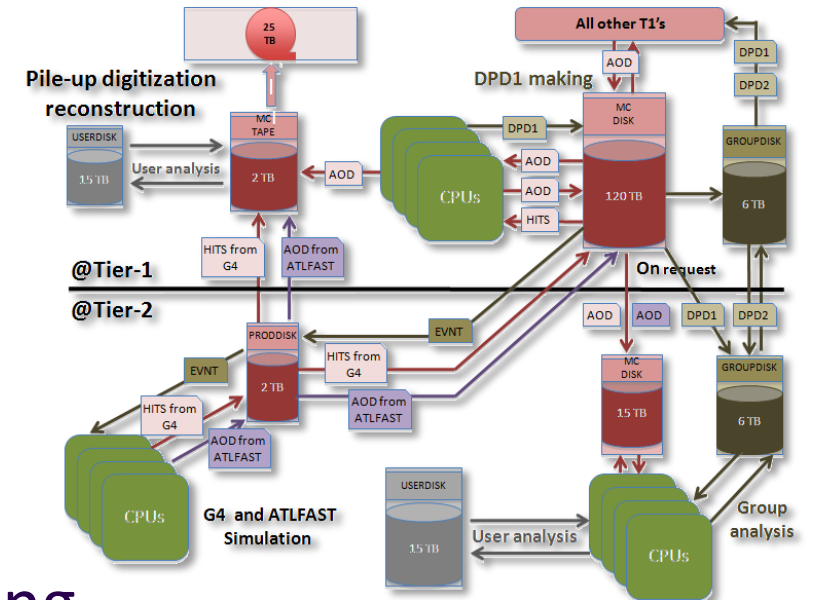 25
TB
All other T1's
AOD
DPD1
DPD2
Pile-up digitization
reconstruction
DPD1 making
MC
TAPE
2 TB
USERDISK
15 TB
User analysis
AOD
CPUs
DPD1
AOD
AOD
HITS
MC
DISK
120 TB
GROUPDISK
6 TB
HITS from
G4
AOD from
ATLFAST
@Tier-1
On request
@Tier-2
AOD
AOD
DPD1
DPD2
EVNT
PRODDISK
2 TB
EVNT
HITS from
G4
HITS from
G4
AOD from
ATLFAST
AOD from
ATLFAST
MC
DISK
15 TB
GROUPDISK
6 TB
CPUs
G4 and ATLFAST
Simulation
USERDISK
15 TB
User analysis
CPUs
Group
analysis